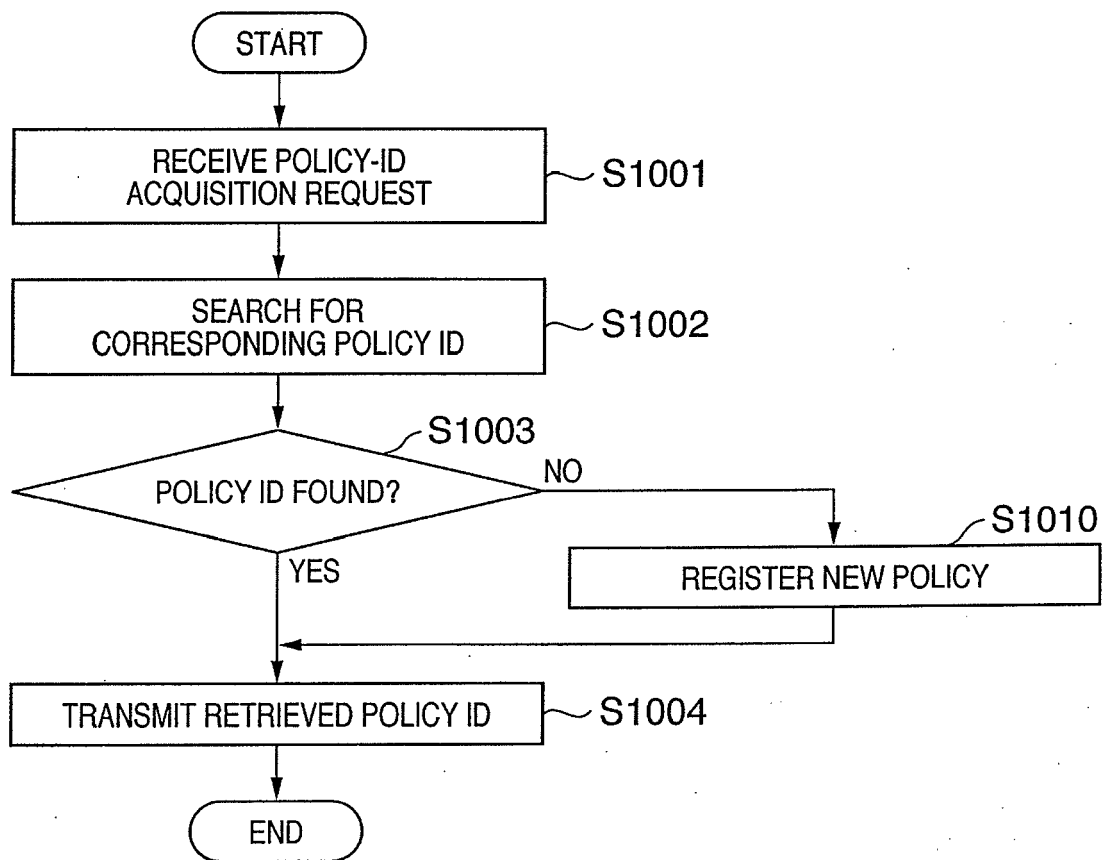 START
RECEIVE POLICY-ID
ACQUISITION REQUEST
S1001
SEARCH FOR
CORRESPONDING POLICY ID
S1002
S1003
POLICY ID FOUND?
NO
YES
S1010
REGISTER NEW POLICY
TRANSMIT RETRIEVED POLICY ID
S1004
END